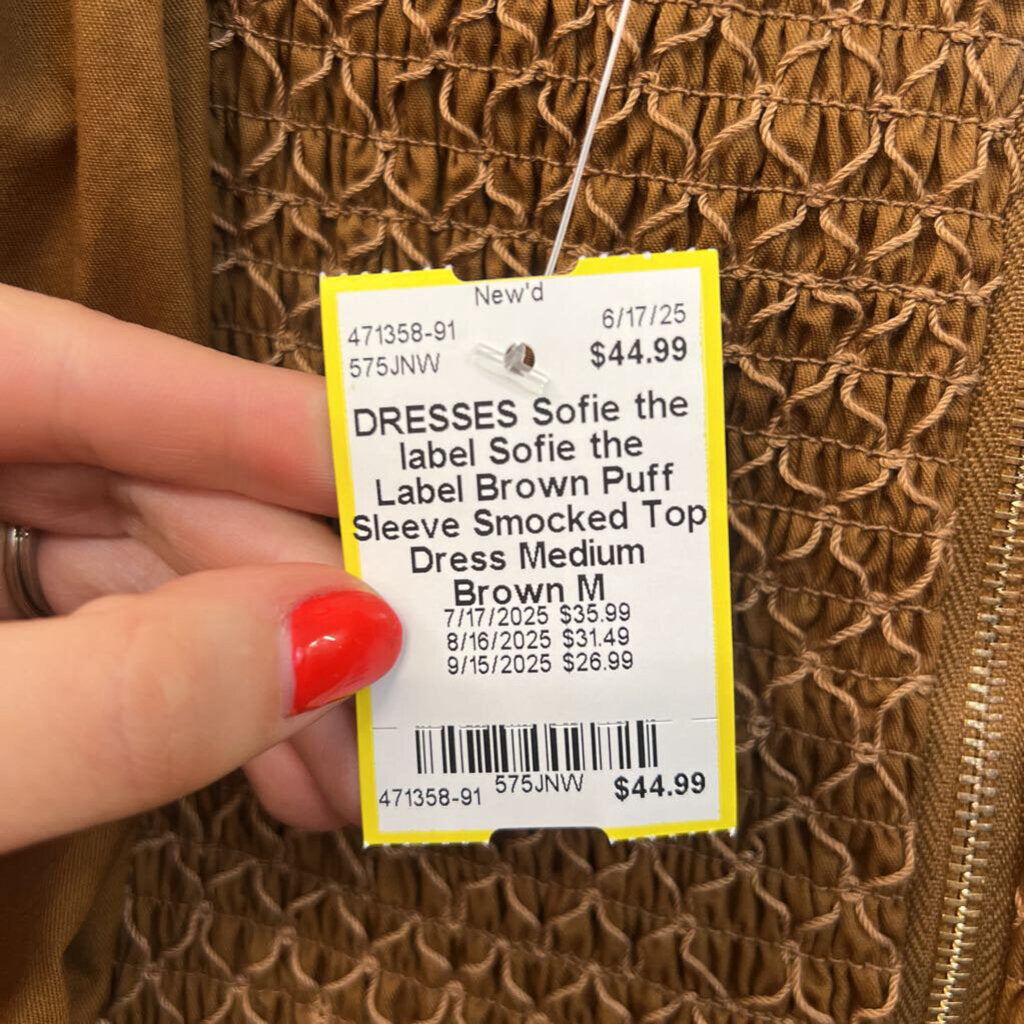 New'd
471358-91 6/17/25
575JNW $44.99
DRESSES Sofie the
label Sofie the
Label Brown Puff
Sleeve Smocked Top
Dress Medium
Brown M
7/17/2025 $35.99
8/16/2025 $31.49
9/15/2025 $26.99
471358-91 575JNW $44.99